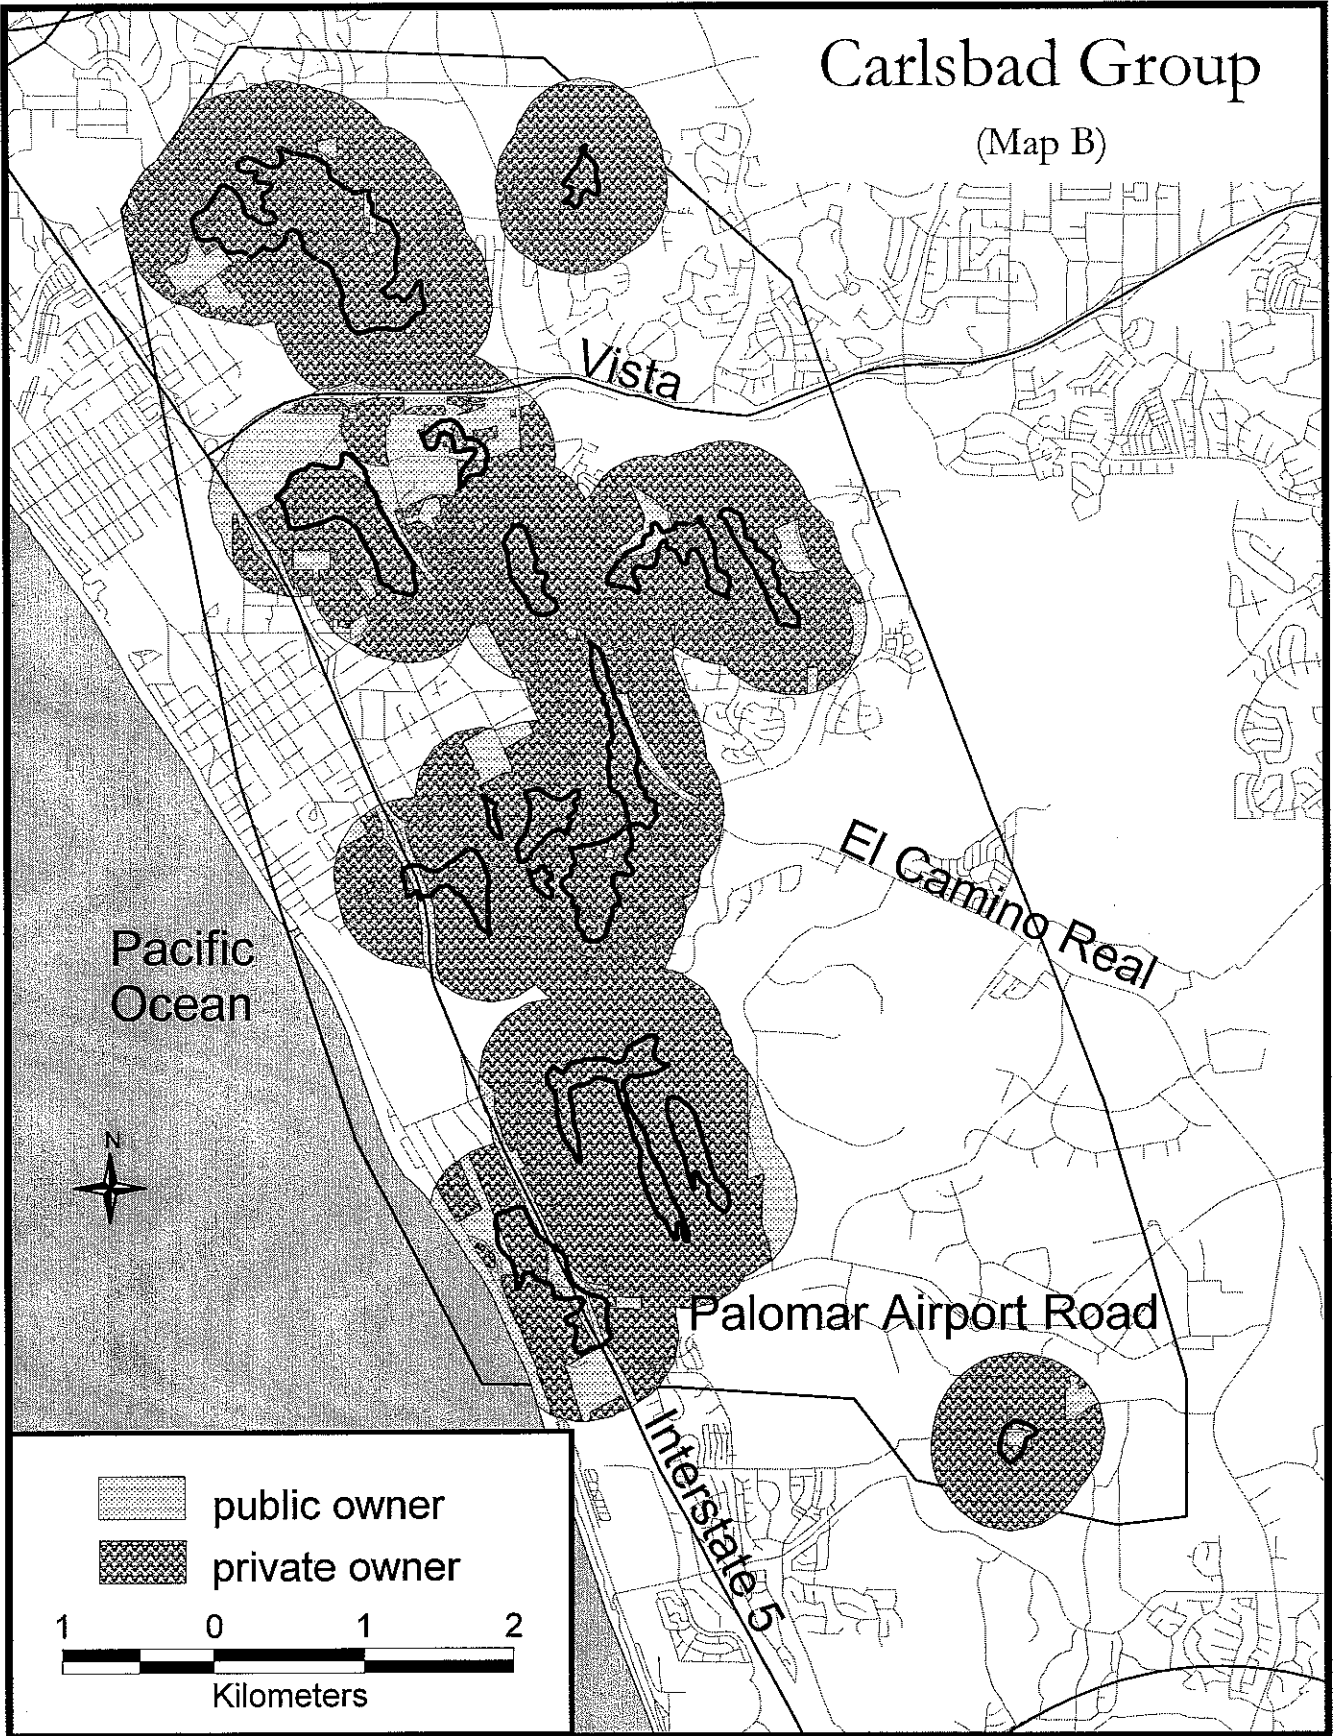 Carlsbad Group
(Map B)
Vista
El Camino Real
Pacific
Ocean
N
Palomar Airport Road
Interstate 5
public owner
private owner
1 0 1 2
Kilometers